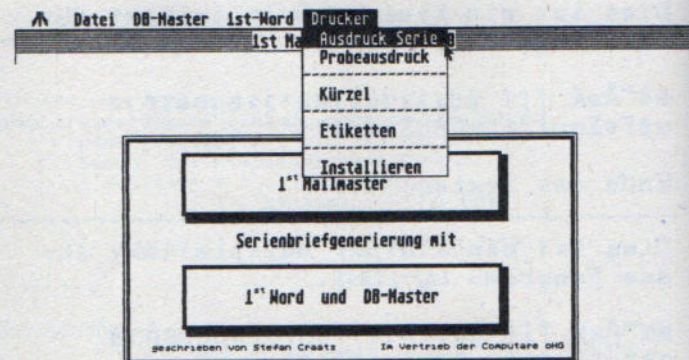 Datei DB-Master 1st-Word Drucker
1st Ma
Ausdruck Serie
Probeausdruck
Kürzel
Etiketten
Installieren
1st Mailmaster
Serienbriefgenerierung mit
1st Word und DB-Master
geschrieben von Stefan Craatz Im Vertrieb der Computare oHG